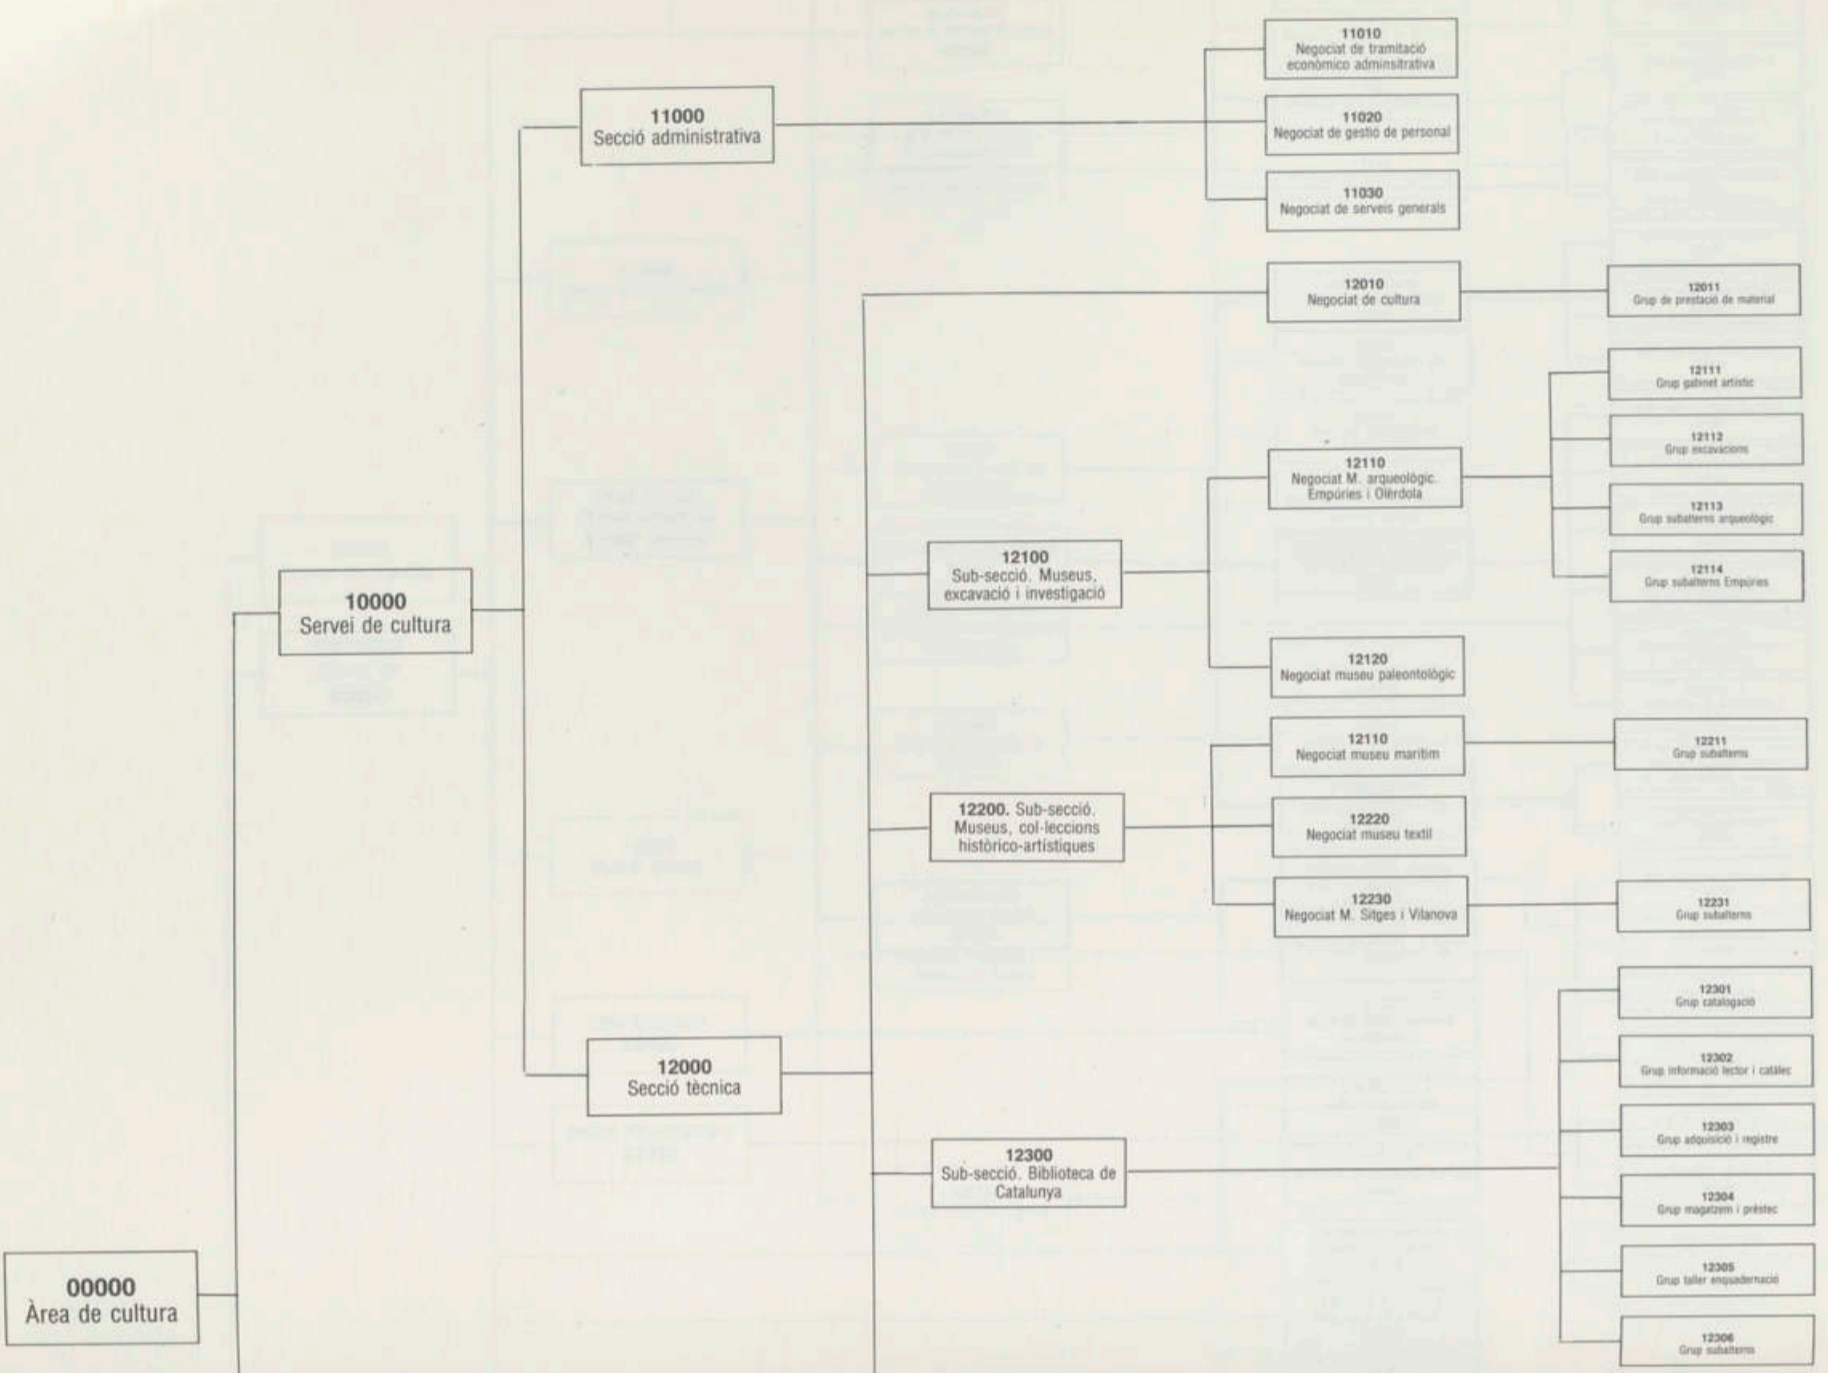 11010
Negociat de tramitació
econòmico adminsitrativa
11000
Secció administrativa
11020
Negociat de gestió de personal
11030
Negociat de serveis generals
12010
Negociat de cultura
12011
Grup de prestació de material
12111
Grup gabinet artístic
12112
Grup excavacions
12110
Negociat M. arqueològic.
Empúries i Olèrdola
12113
Grup subalterns arqueològic
12114
Grup subalterns Empúries
12100
Sub-secció. Museus,
excavació i investigació
10000
Servei de cultura
12120
Negociat museu paleontològic
12110
Negociat museu marítim
12211
Grup subalterns
12200. Sub-secció.
Museus, col·leccions
històrico-artístiques
12220
Negociat museu textil
12230
Negociat M. Sitges i Vilanova
12231
Grup subalterns
12301
Grup catalogació
12000
Secció tècnica
12302
Grup informació lector i catàlec
12303
Grup adquisició i registre
12300
Sub-secció. Biblioteca de
Catalunya
12304
Grup magatzem i préstec
12305
Grup taller enquadernació
12306
Grup subalterns
00000
Àrea de cultura